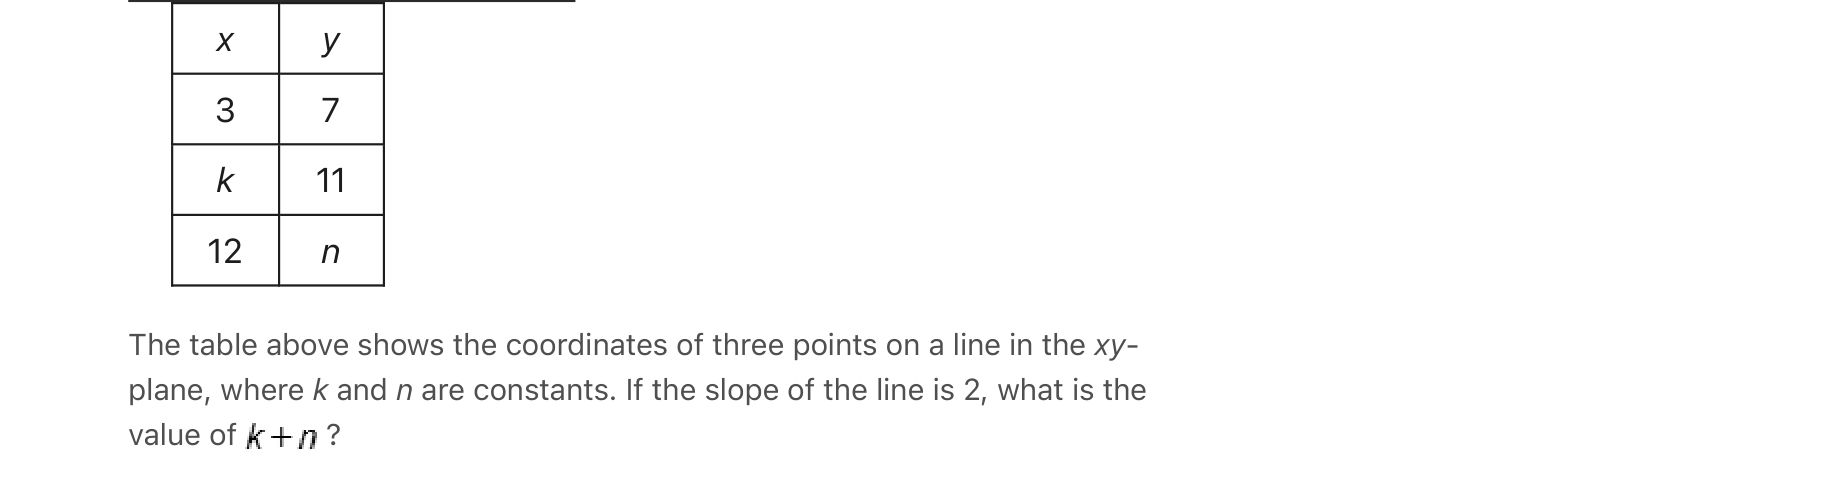 x y
3 7
k 11
12 n
The table above shows the coordinates of three points on a line in the xy-
plane, where k and n are constants. If the slope of the line is 2, what is the
value of k+n ?